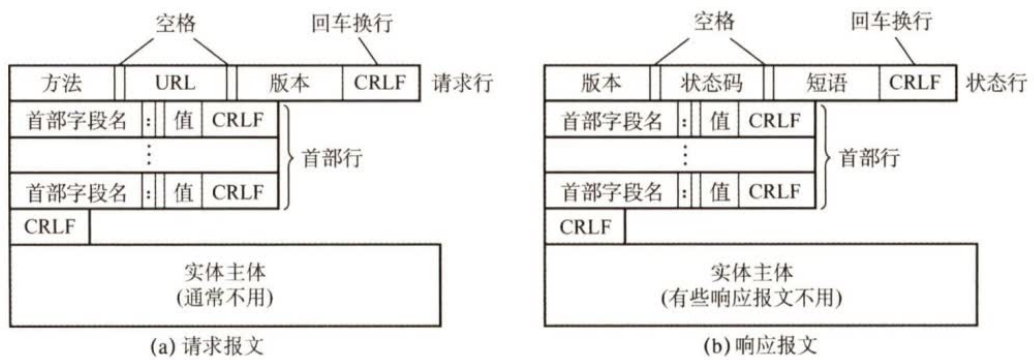 空格 回车换行
方法 URL 版本 CRLF 请求行
首部字段名 : 值 CRLF
⋮ 首部行
首部字段名 : 值 CRLF
CRLF
实体主体
(通常不用)
(a) 请求报文
空格 回车换行
版本 状态码 短语 CRLF 状态行
首部字段名 : 值 CRLF
⋮ 首部行
首部字段名 : 值 CRLF
CRLF
实体主体
(有些响应报文不用)
(b) 响应报文